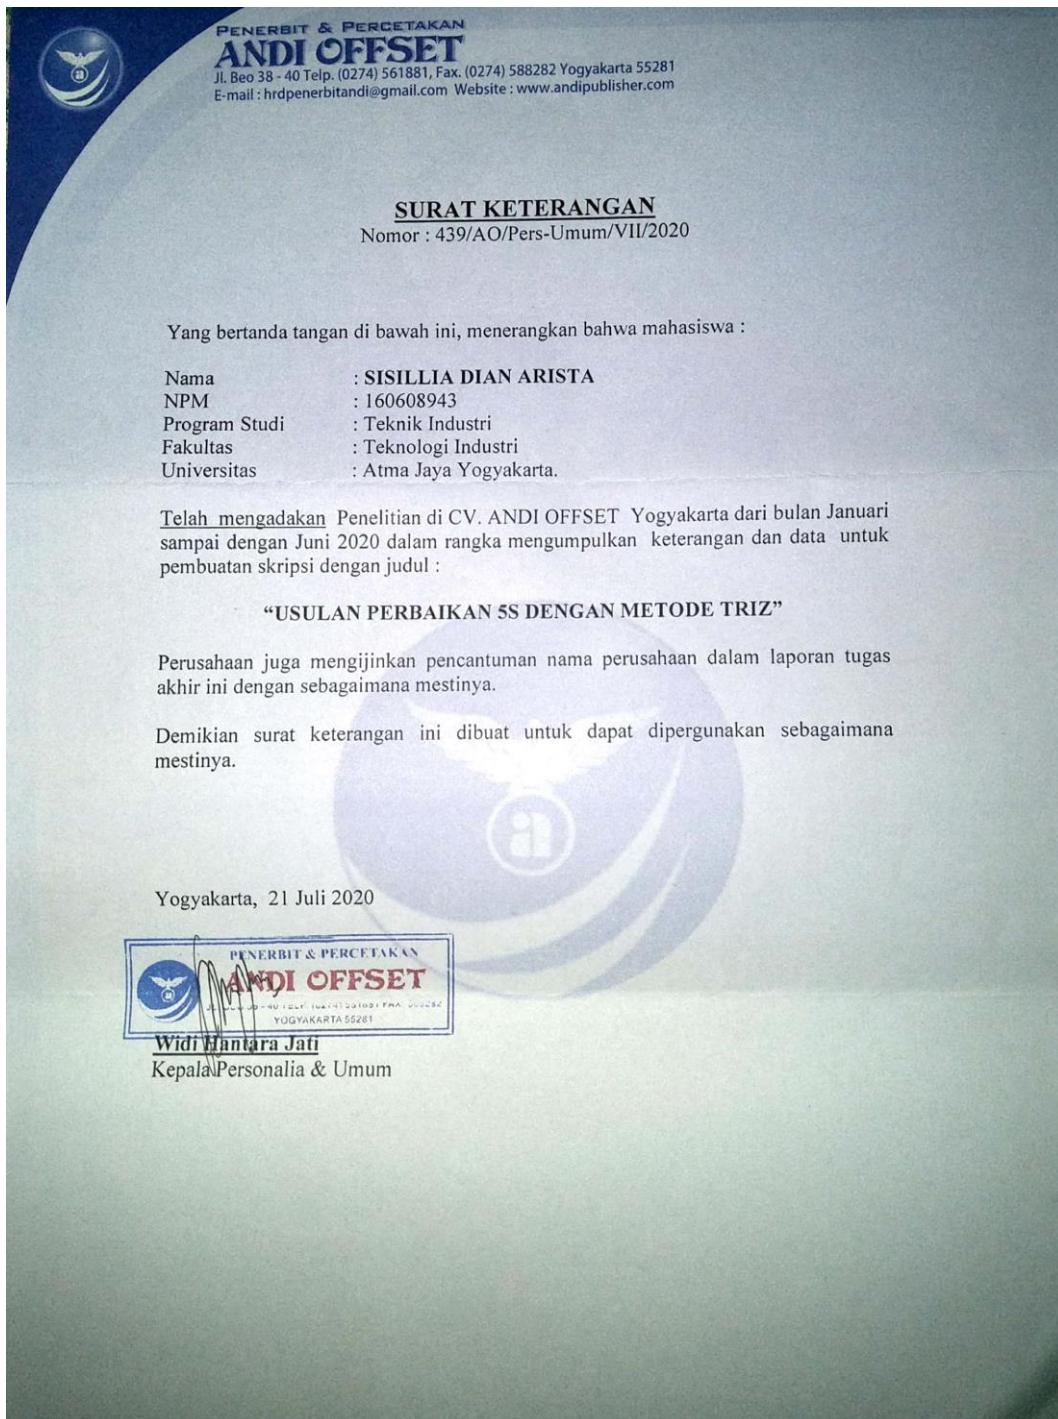 PENERBIT & PERCETAKAN
ANDI OFFSET
Jl. Beo 38 - 40 Telp. (0274) 561881, Fax. (0274) 588282 Yogyakarta 55281
E-mail : hrdpenerbitandi@gmail.com Website : www.andipublisher.com
SURAT KETERANGAN
Nomor : 439/AO/Pers-Umum/VII/2020
Yang bertanda tangan di bawah ini, menerangkan bahwa mahasiswa :
Nama : SISILLIA DIAN ARISTA
NPM : 160608943
Program Studi : Teknik Industri
Fakultas : Teknologi Industri
Universitas : Atma Jaya Yogyakarta.
Telah mengadakan Penelitian di CV. ANDI OFFSET Yogyakarta dari bulan Januari
sampai dengan Juni 2020 dalam rangka mengumpulkan keterangan dan data untuk
pembuatan skripsi dengan judul :
“USULAN PERBAIKAN 5S DENGAN METODE TRIZ”
Perusahaan juga mengijinkan pencantuman nama perusahaan dalam laporan tugas
akhir ini dengan sebagaimana mestinya.
Demikian surat keterangan ini dibuat untuk dapat dipergunakan sebagaimana
mestinya.
a
Yogyakarta, 21 Juli 2020
PENERBIT & PERCETAKAN
ANDI OFFSET
YOGYAKARTA 55281
Widi Hantara Jati
Kepala Personalia & Umum